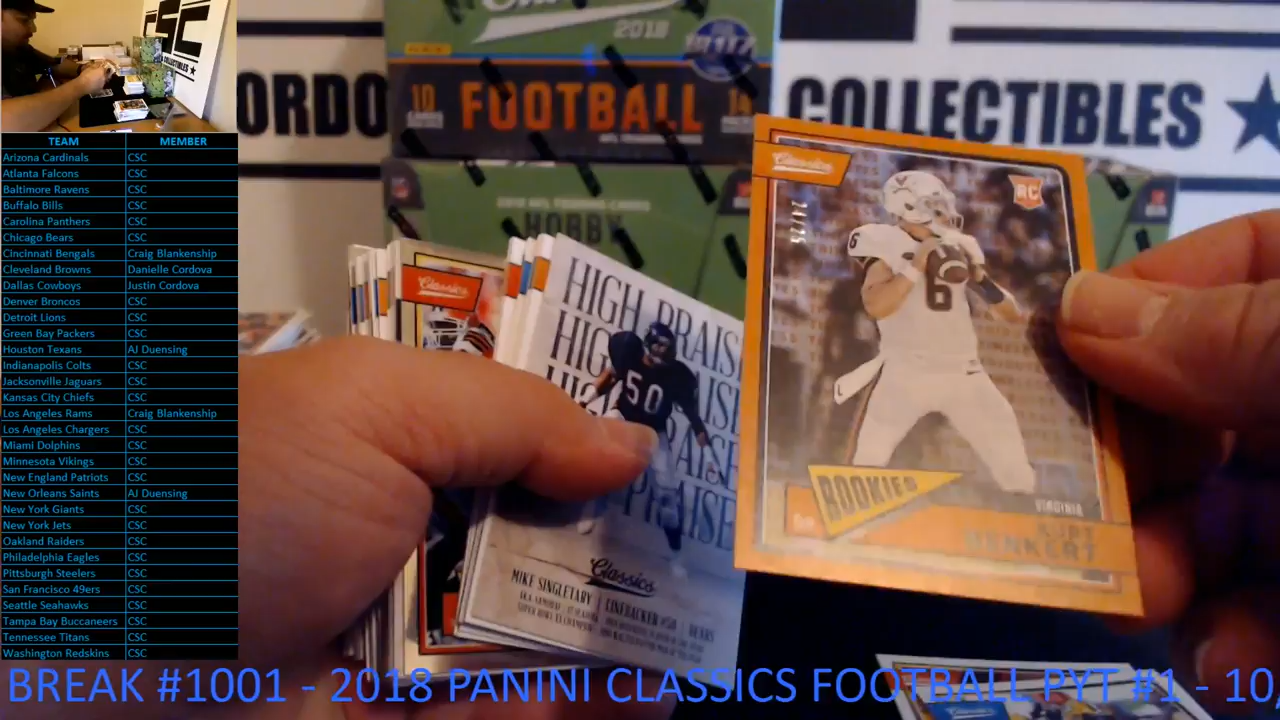 TEAM MEMBER
Arizona Cardinals CSC
Atlanta Falcons CSC
Baltimore Ravens CSC
Buffalo Bills CSC
Carolina Panthers CSC
Chicago Bears CSC
Cincinnati Bengals Craig Blankenship
Cleveland Browns Danielle Cordova
Dallas Cowboys Justin Cordova
Denver Broncos CSC
Detroit Lions CSC
Green Bay Packers CSC
Houston Texans AJ Duensing
Indianapolis Colts CSC
Jacksonville Jaguars CSC
Kansas City Chiefs CSC
Los Angeles Rams Craig Blankenship
Los Angeles Chargers CSC
Miami Dolphins CSC
Minnesota Vikings CSC
New England Patriots CSC
New Orleans Saints AJ Duensing
New York Giants CSC
New York Jets CSC
Oakland Raiders CSC
Philadelphia Eagles CSC
Pittsburgh Steelers CSC
San Francisco 49ers CSC
Seattle Seahawks CSC
Tampa Bay Buccaneers CSC
Tennessee Titans CSC
Washington Redskins CSC
CSC
ORDO
COLLECTIBLES
2018
10 FOOTBALL 14
HOBBY
Classics
HIGH PRAISE
50
Classics
MIKE SINGLETARY | LINEBACKER #50 | BEARS
Classics
RC
6
6
ROOKIES
VIRGINIA
BENKERT
BREAK #1001 - 2018 PANINI CLASSICS FOOTBALL PYT #1 - 10,